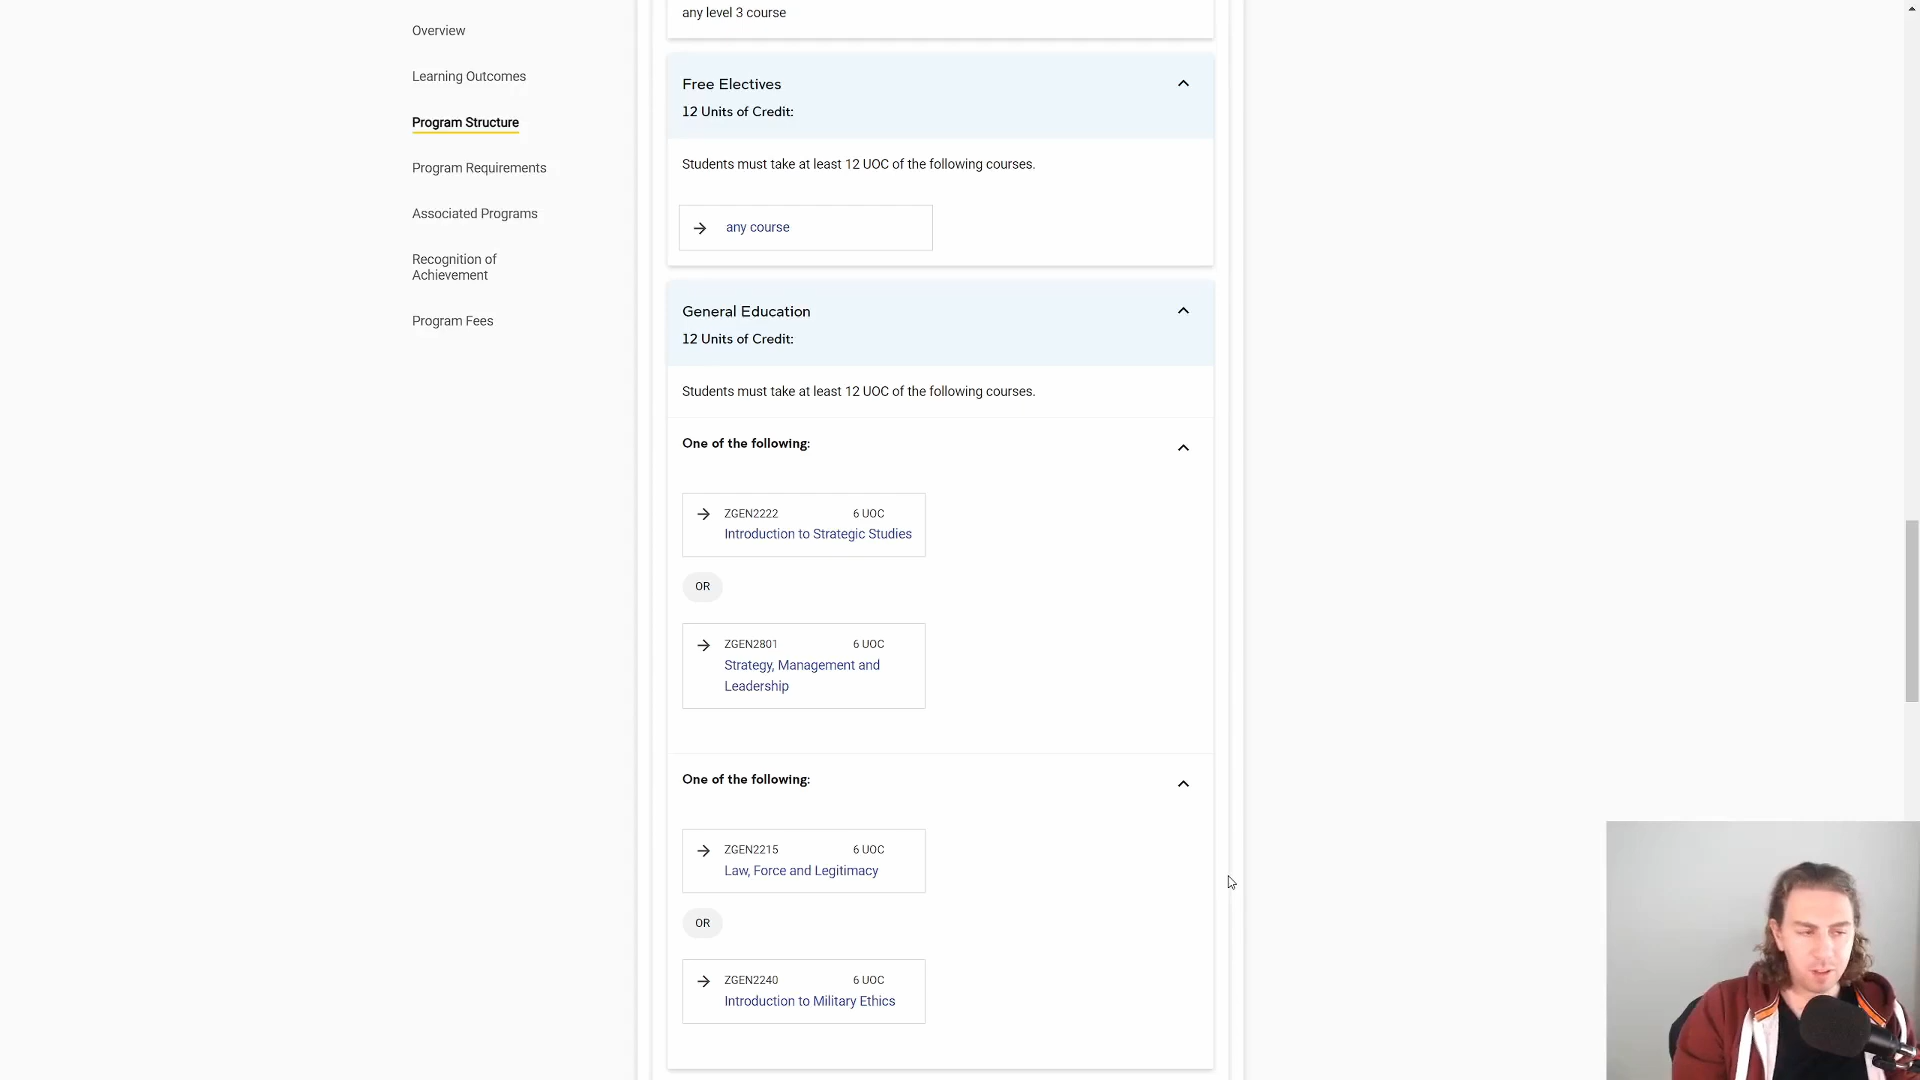 Overview
Learning Outcomes
Program Structure
Program Requirements
Associated Programs
Recognition of
Achievement
Program Fees
any level 3 course
Free Electives
12 Units of Credit:
Students must take at least 12 UOC of the following courses.
any course
General Education
12 Units of Credit:
Students must take at least 12 UOC of the following courses.
One of the following:
ZGEN2222 6 UOC
Introduction to Strategic Studies
OR
ZGEN2801 6 UOC
Strategy, Management and
Leadership
One of the following:
ZGEN2215 6 UOC
Law, Force and Legitimacy
OR
ZGEN2240 6 UOC
Introduction to Military Ethics